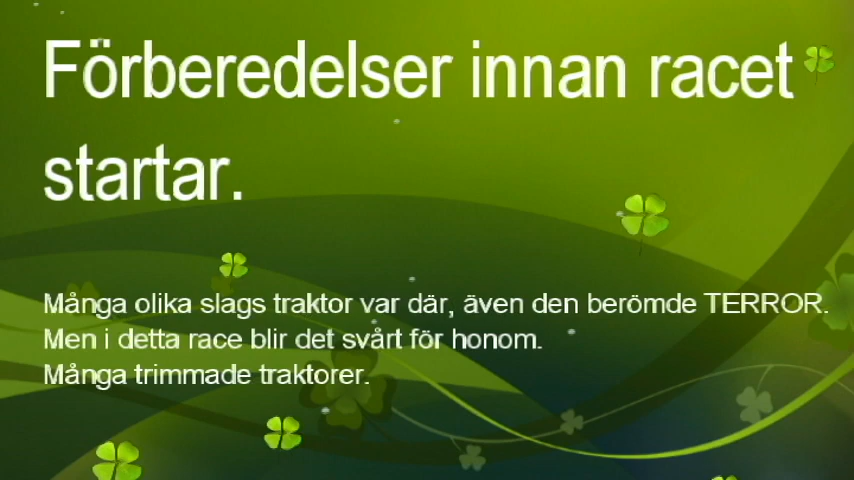 Förberedelser innan racet
startar.
Många olika slags traktor var där, även den berömde TERROR.
Men i detta race blir det svårt för honom.
Många trimmade traktorer.